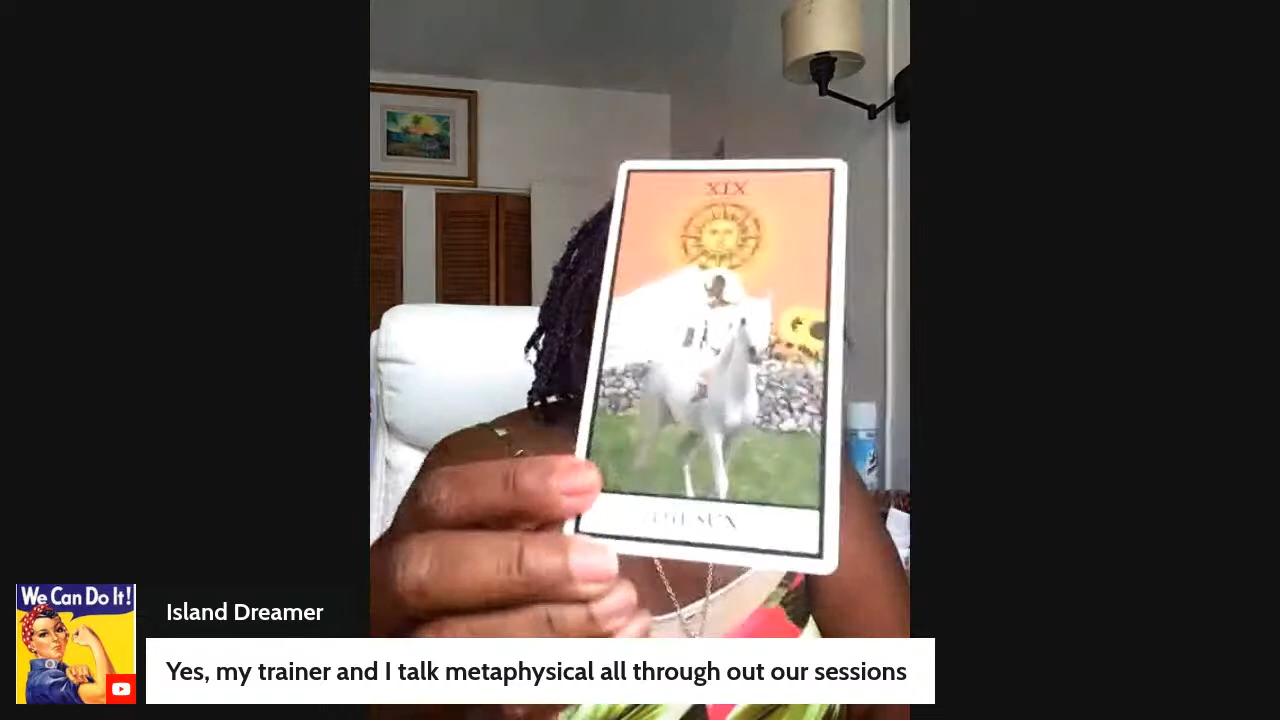 XIX
THE SUN
We Can Do It!
Island Dreamer
Yes, my trainer and I talk metaphysical all through out our sessions